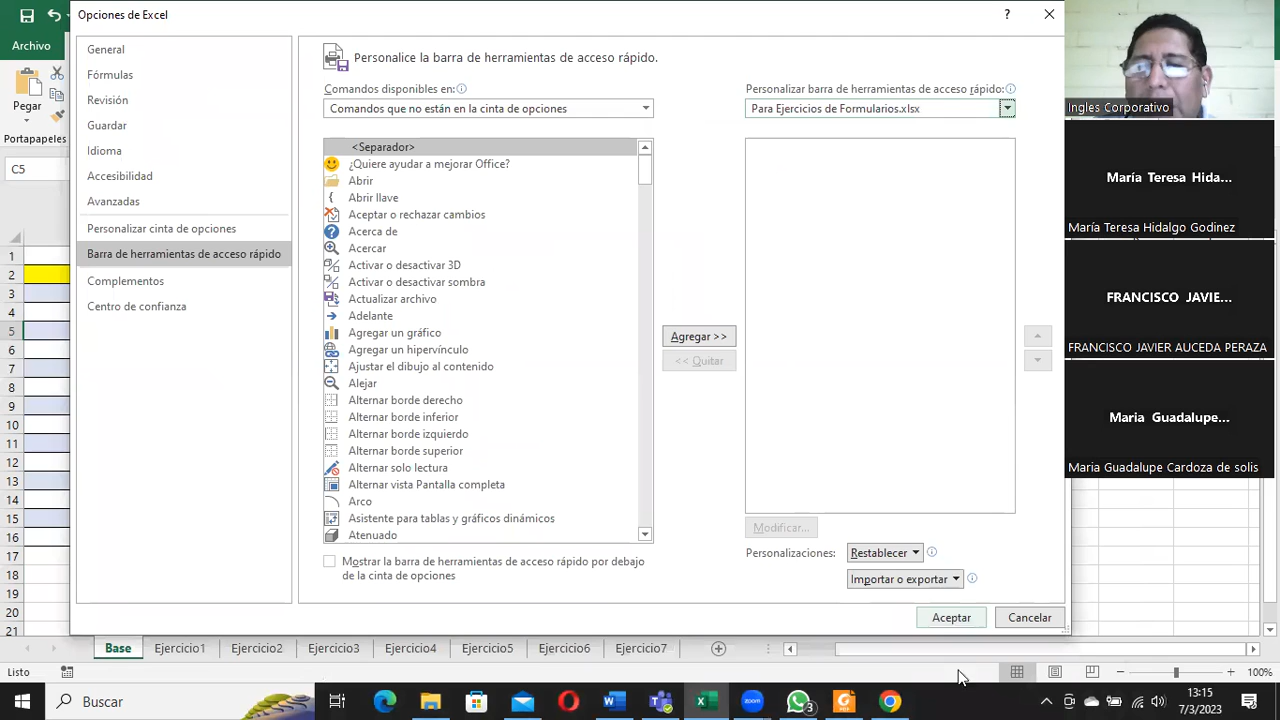 Opciones de Excel
?
Archivo
Pegar
Portapapeles
C5
General
Fórmulas
Revisión
Guardar
Idioma
Accesibilidad
Avanzadas
Personalizar cinta de opciones
Barra de herramientas de acceso rápido
Complementos
Centro de confianza
Personalice la barra de herramientas de acceso rápido.
Comandos disponibles en:
Comandos que no están en la cinta de opciones
<Separador>
¿Quiere ayudar a mejorar Office?
Abrir
Abrir llave
Aceptar o rechazar cambios
Acerca de
Acercar
Activar o desactivar 3D
Activar o desactivar sombra
Actualizar archivo
Adelante
Agregar un gráfico
Agregar un hipervínculo
Ajustar el dibujo al contenido
Alejar
Alternar borde derecho
Alternar borde inferior
Alternar borde izquierdo
Alternar borde superior
Alternar solo lectura
Alternar vista Pantalla completa
Arco
Asistente para tablas y gráficos dinámicos
Atenuado
Mostrar la barra de herramientas de acceso rápido por debajo
de la cinta de opciones
Agregar >>
<< Quitar
Personalizar barra de herramientas de acceso rápido:
Para Ejercicios de Formularios.xlsx
Modificar...
Personalizaciones:
Restablecer
Importar o exportar
Aceptar
Cancelar
Ingles Corporativo
María Teresa Hida...
María Teresa Hidalgo Godinez
FRANCISCO JAVIE...
FRANCISCO JAVIER AUCEDA PERAZA
Maria Guadalupe...
Maria Guadalupe Cardoza de solis
1
2
3
5
6
7
8
9
10
11
12
13
14
15
16
17
18
19
20
21
Base
Ejercicio1
Ejercicio2
Ejercicio3
Ejercicio4
Ejercicio5
Ejercicio6
Ejercicio7
Listo
100%
Buscar
3
13:15
7/3/2023